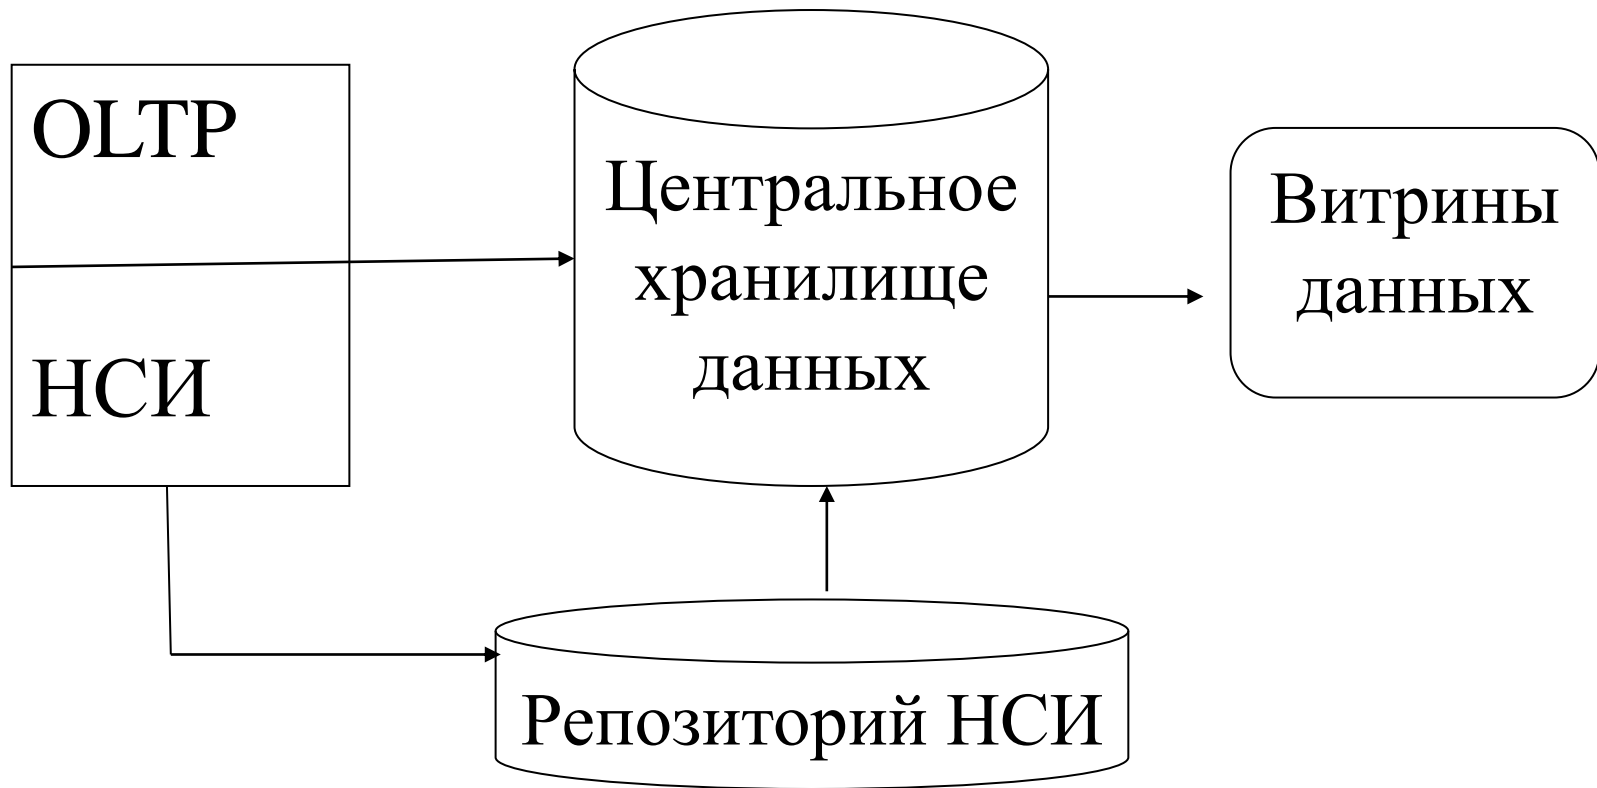 OLTP
НСИ
Центральное
хранилище
данных
Витрины
данных
Репозиторий НСИ